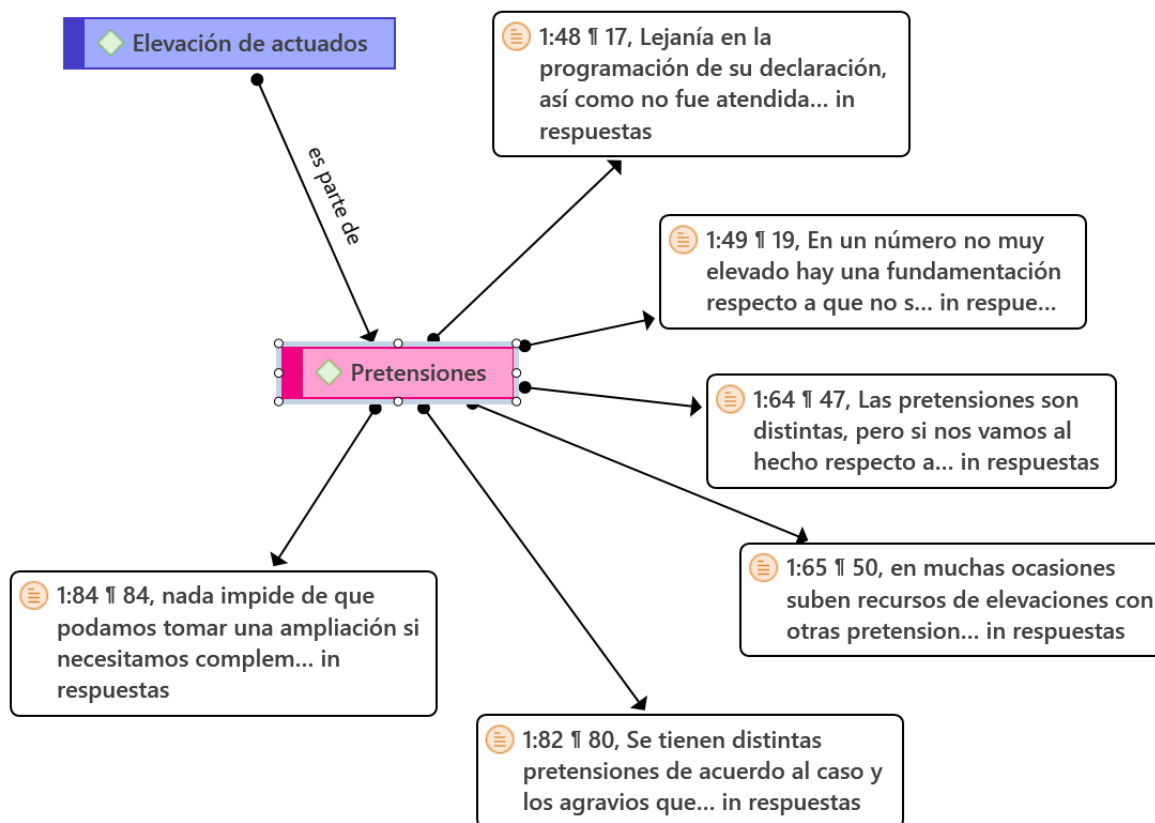 Elevación de actuados
es parte de
1:48 ¶ 17, Lejanía en la
programación de su declaración,
así como no fue atendida... in
respuestas
1:49 ¶ 19, En un número no muy
elevado hay una fundamentación
respecto a que no s... in respue...
Pretensiones
1:64 ¶ 47, Las pretensiones son
distintas, pero si nos vamos al
hecho respecto a... in respuestas
1:65 ¶ 50, en muchas ocasiones
suben recursos de elevaciones con
otras pretension... in respuestas
1:84 ¶ 84, nada impide de que
podamos tomar una ampliación si
necesitamos complem... in
respuestas
1:82 ¶ 80, Se tienen distintas
pretensiones de acuerdo al caso y
los agravios que... in respuestas